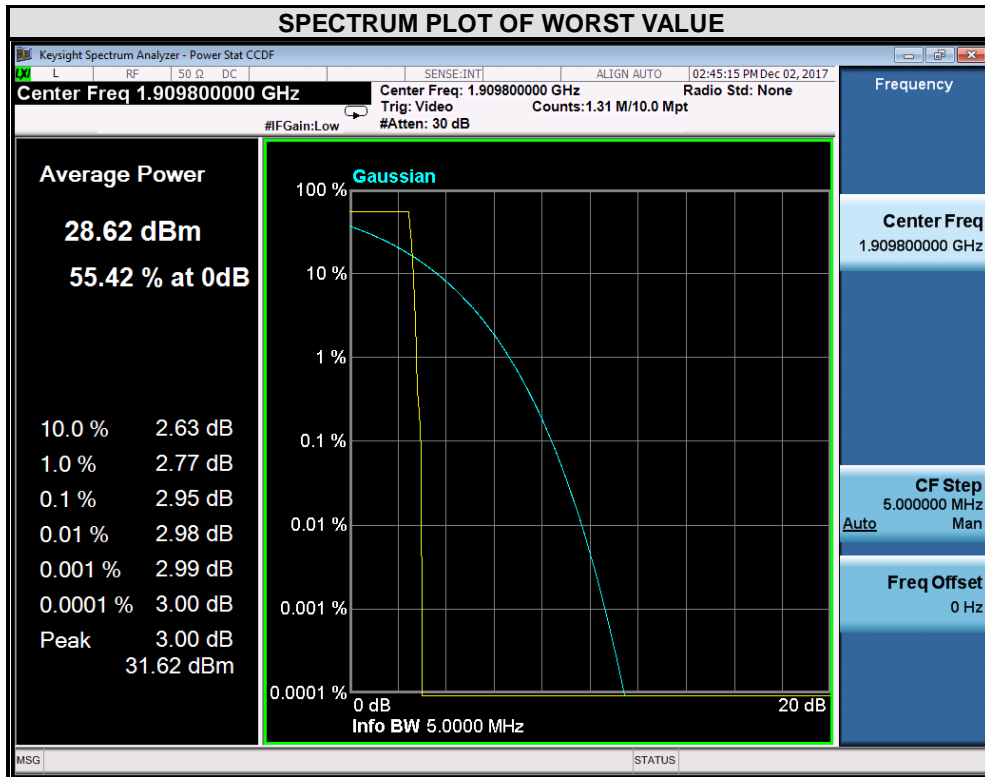 SPECTRUM PLOT OF WORST VALUE
Keysight Spectrum Analyzer - Power Stat CCDF
LXI L RF 50 Ω DC SENSE:INT ALIGN AUTO 02:45:15 PM Dec 02, 2017
Center Freq 1.909800000 GHz
#IFGain:Low
Center Freq: 1.909800000 GHz Radio Std: None
Trig: Video Counts:1.31 M/10.0 Mpt
#Atten: 30 dB
Frequency
Average Power
28.62 dBm
55.42 % at 0dB
10.0 % 2.63 dB
1.0 % 2.77 dB
0.1 % 2.95 dB
0.01 % 2.98 dB
0.001 % 2.99 dB
0.0001 % 3.00 dB
Peak 3.00 dB
31.62 dBm
Gaussian
100 %
10 %
1 %
0.1 %
0.01 %
0.001 %
0.0001 %
0 dB 20 dB
Info BW 5.0000 MHz
Center Freq
1.909800000 GHz
CF Step
5.000000 MHz
Auto Man
Freq Offset
0 Hz
MSG STATUS